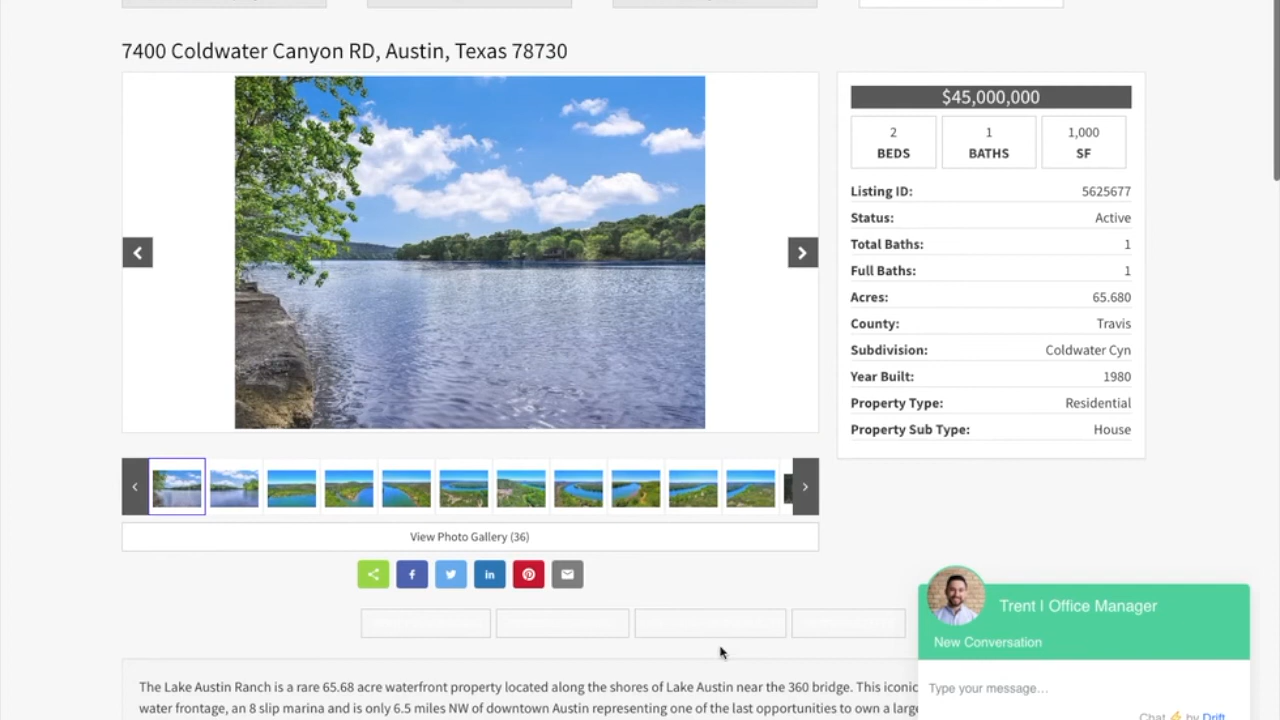 7400 Coldwater Canyon RD, Austin, Texas 78730
$45,000,000
2
BEDS
1
BATHS
1,000
SF
Listing ID: 5625677
Status: Active
Total Baths: 1
Full Baths: 1
Acres: 65.680
County: Travis
Subdivision: Coldwater Cyn
Year Built: 1980
Property Type: Residential
Property Sub Type: House
View Photo Gallery (36)
Trent | Office Manager
New Conversation
Type your message...
Chat ⚡ by Drift
The Lake Austin Ranch is a rare 65.68 acre waterfront property located along the shores of Lake Austin near the 360 bridge. This iconic
water frontage, an 8 slip marina and is only 6.5 miles NW of downtown Austin representing one of the last opportunities to own a large